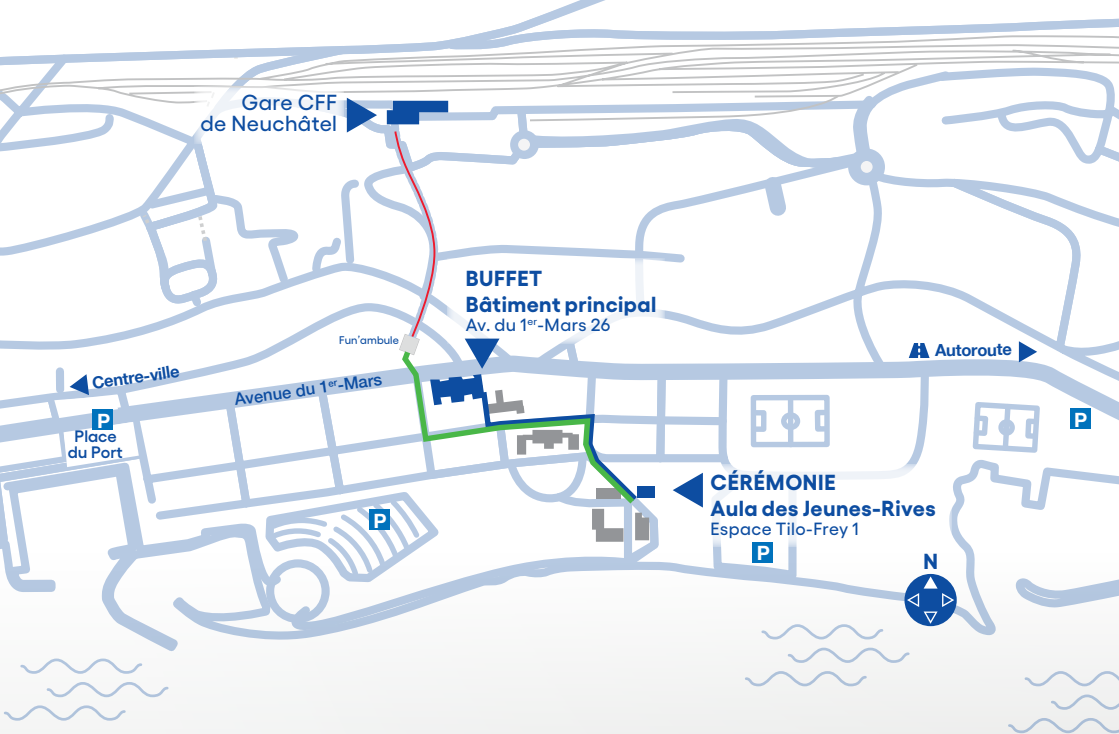 Gare CFF
de Neuchâtel
BUFFET
Bâtiment principal
Av. du 1er-Mars 26
Fun'ambule
Autoroute
Centre-ville
Avenue du 1er-Mars
P
Place
du Port
P
P
CÉRÉMONIE
Aula des Jeunes-Rives
Espace Tilo-Frey 1
P
N